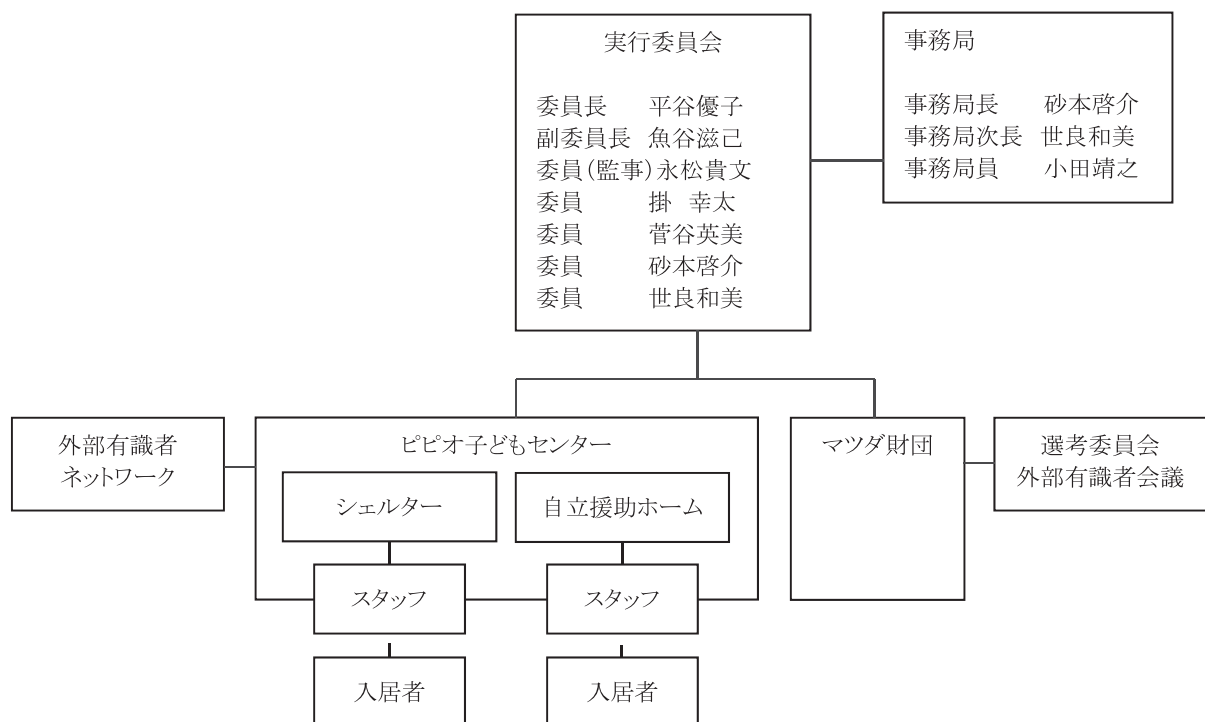 実行委員会
委員長 平谷優子
副委員長 魚谷滋己
委員(監事)永松貴文
委員 掛 幸太
委員 菅谷英美
委員 砂本啓介
委員 世良和美
事務局
事務局長 砂本啓介
事務局次長 世良和美
事務局員 小田靖之
外部有識者
ネットワーク
ピピオ子どもセンター
シェルター
自立援助ホーム
スタッフ
スタッフ
入居者
入居者
マツダ財団
選考委員会
外部有識者会議